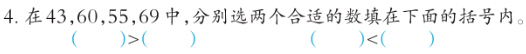 4. 在43,60,55,69中,分别选两个合适的数填在下面的括号内。
(　　)>(　　)　　　　(　　)<(　　)